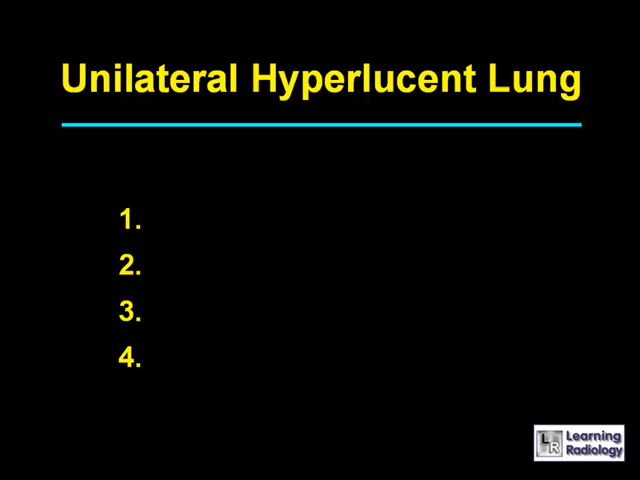 Unilateral Hyperlucent Lung
1.
2.
3.
4.
LR Learning
Radiology